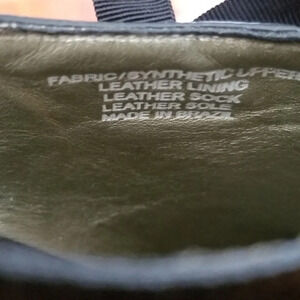 FABRIC/SYNTHETIC UPPER
LEATHER LINING
LEATHER SOCK
LEATHER SOLE
MADE IN BRAZIL